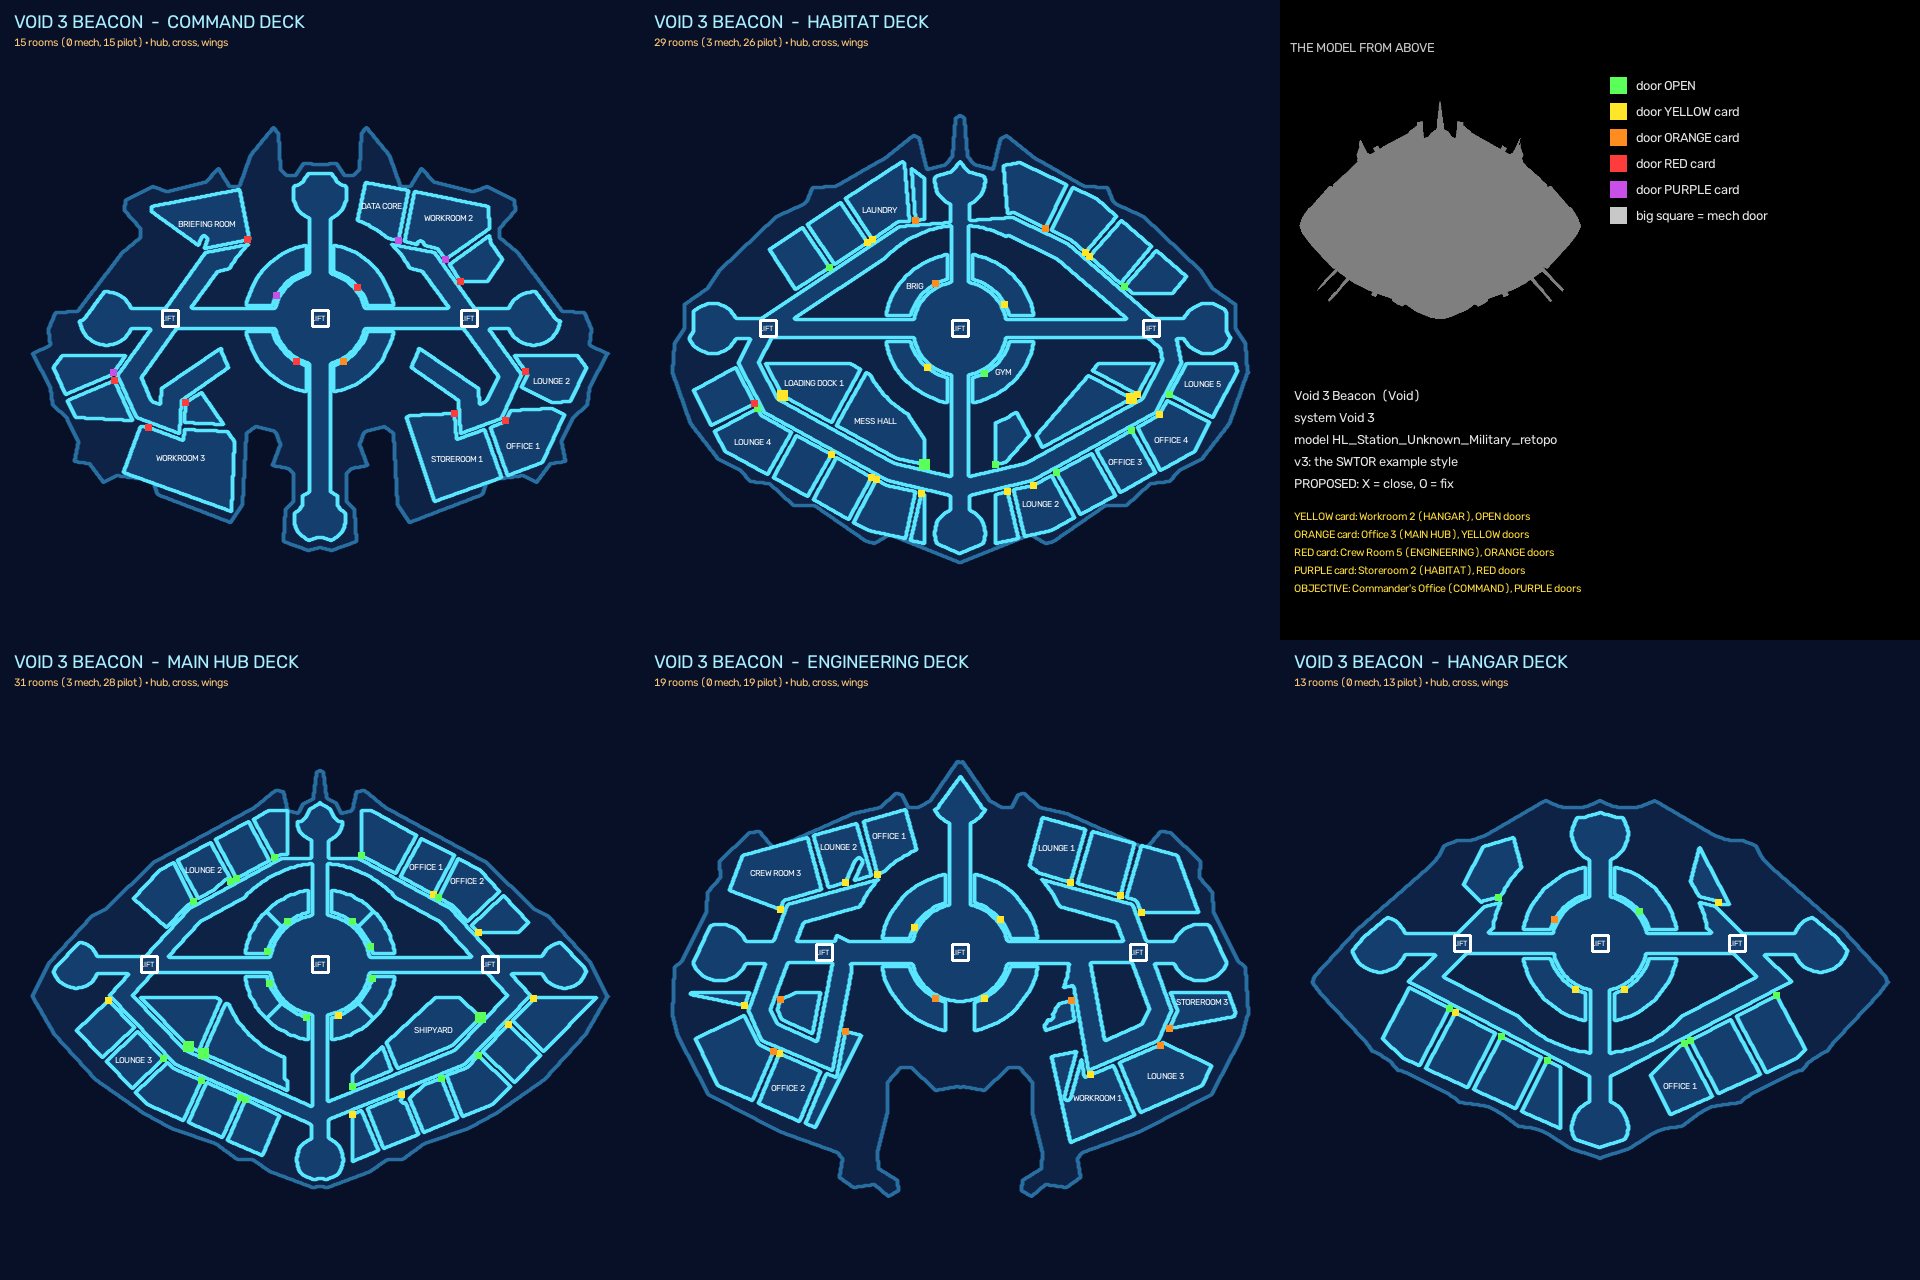 VOID 3 BEACON - COMMAND DECK
15 rooms (0 mech, 15 pilot) • hub, cross, wings
DATA CORE
BRIEFING ROOM
WORKROOM 2
LIFT
LIFT
LIFT
LOUNGE 2
OFFICE 1
WORKROOM 3
STOREROOM 1
VOID 3 BEACON - HABITAT DECK
29 rooms (3 mech, 26 pilot) • hub, cross, wings
LAUNDRY
BRIG
LIFT
LIFT
LIFT
GYM
LOADING DOCK 1
LOUNGE 5
MESS HALL
LOUNGE 4
OFFICE 4
OFFICE 3
LOUNGE 2
THE MODEL FROM ABOVE
door OPEN
door YELLOW card
door ORANGE card
door RED card
door PURPLE card
big square = mech door
Void 3 Beacon (Void)
system Void 3
model HL_Station_Unknown_Military_retopo
v3: the SWTOR example style
PROPOSED: X = close, O = fix
YELLOW card: Workroom 2 (HANGAR), OPEN doors
ORANGE card: Office 3 (MAIN HUB), YELLOW doors
RED card: Crew Room 5 (ENGINEERING), ORANGE doors
PURPLE card: Storeroom 2 (HABITAT), RED doors
OBJECTIVE: Commander's Office (COMMAND), PURPLE doors
VOID 3 BEACON - MAIN HUB DECK
31 rooms (3 mech, 28 pilot) • hub, cross, wings
LOUNGE 2
OFFICE 1
OFFICE 2
LIFT
LIFT
LIFT
SHIPYARD
LOUNGE 3
VOID 3 BEACON - ENGINEERING DECK
19 rooms (0 mech, 19 pilot) • hub, cross, wings
OFFICE 1
LOUNGE 2
LOUNGE 1
CREW ROOM 3
LIFT
LIFT
LIFT
STOREROOM 3
LOUNGE 3
OFFICE 2
WORKROOM 1
VOID 3 BEACON - HANGAR DECK
13 rooms (0 mech, 13 pilot) • hub, cross, wings
LIFT
LIFT
LIFT
OFFICE 1